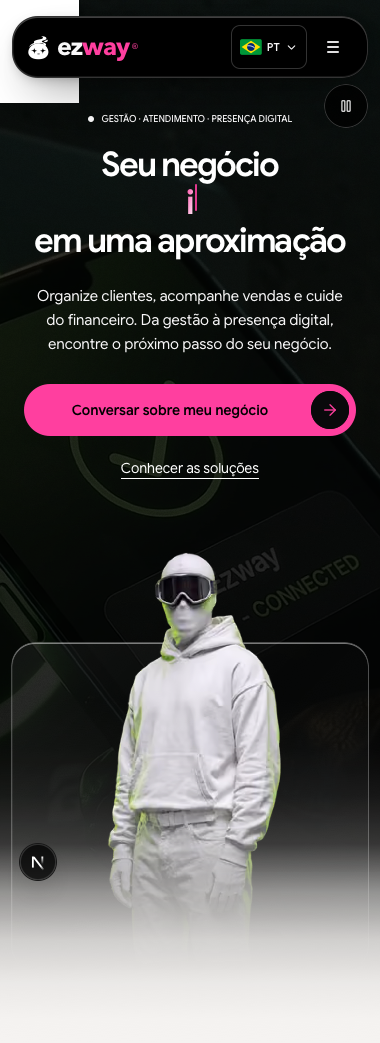 ezway®
PT
GESTÃO · ATENDIMENTO · PRESENÇA DIGITAL
Seu negócio
i
em uma aproximação
Organize clientes, acompanhe vendas e cuide
do financeiro. Da gestão à presença digital,
encontre o próximo passo do seu negócio.
Conversar sobre meu negócio
Conhecer as soluções
ezway
- CONNECTED
N